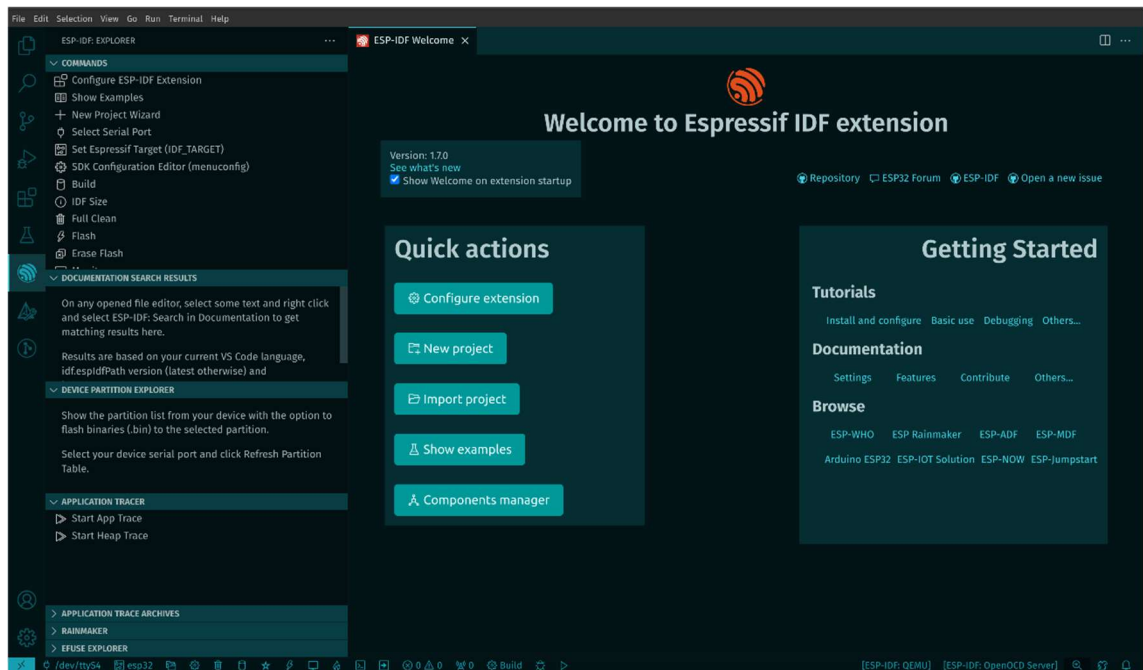 File Edit Selection View Go Run Terminal Help
ESP-IDF: EXPLORER
ESP-IDF Welcome
COMMANDS
Configure ESP-IDF Extension
Show Examples
New Project Wizard
Select Serial Port
Set Espressif Target (IDF_TARGET)
SDK Configuration Editor (menuconfig)
Build
IDF Size
Full Clean
Flash
Erase Flash
DOCUMENTATION SEARCH RESULTS
On any opened file editor, select some text and right click
and select ESP-IDF: Search in Documentation to get
matching results here.
Results are based on your current VS Code language,
idf.espIdfPath version (latest otherwise) and
DEVICE PARTITION EXPLORER
Show the partition list from your device with the option to
flash binaries (.bin) to the selected partition.
Select your device serial port and click Refresh Partition
Table.
APPLICATION TRACER
Start App Trace
Start Heap Trace
APPLICATION TRACE ARCHIVES
RAINMAKER
EFUSE EXPLORER
Welcome to Espressif IDF extension
Version: 1.7.0
See what's new
Show Welcome on extension startup
Repository ESP32 Forum ESP-IDF Open a new issue
Quick actions
Configure extension
New project
Import project
Show examples
Components manager
Getting Started
Tutorials
Install and configure Basic use Debugging Others...
Documentation
Settings Features Contribute Others...
Browse
ESP-WHO ESP Rainmaker ESP-ADF ESP-MDF
Arduino ESP32 ESP-IOT Solution ESP-NOW ESP-Jumpstart
/dev/ttyS4 esp32 0 0 0 Build [ESP-IDF: QEMU] [ESP-IDF: OpenOCD Server]